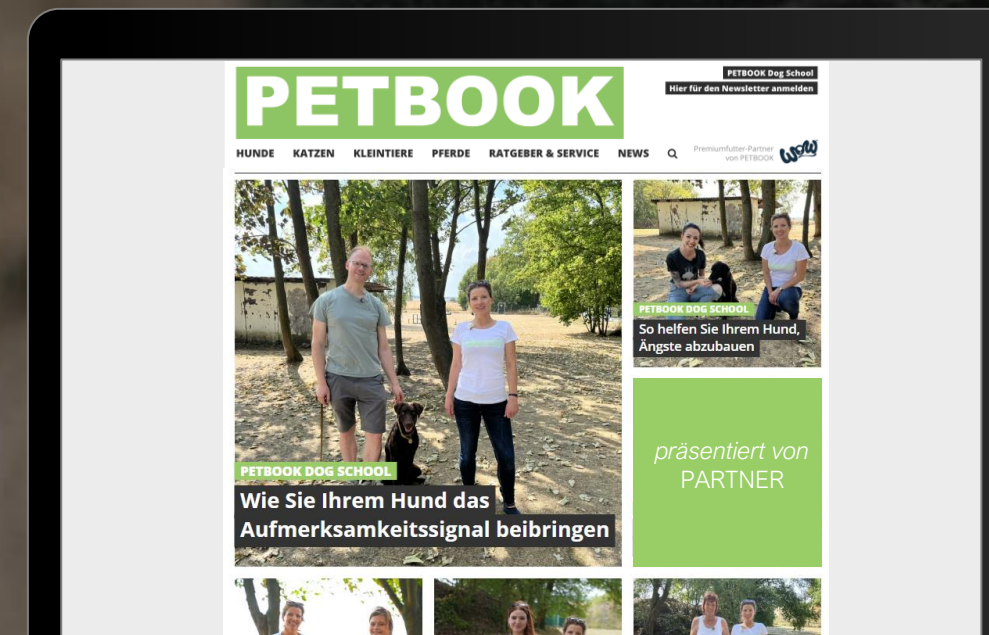 PETBOOK
PETBOOK Dog School
Hier für den Newsletter anmelden
HUNDE KATZEN KLEINTIERE PFERDE RATGEBER & SERVICE NEWS
Premiumfutter-Partner
von PETBOOK
WOW
PETBOOK DOG SCHOOL
Wie Sie Ihrem Hund das
Aufmerksamkeitssignal beibringen
PETBOOK DOG SCHOOL
So helfen Sie Ihrem Hund,
Ängste abzubauen
präsentiert von
PARTNER